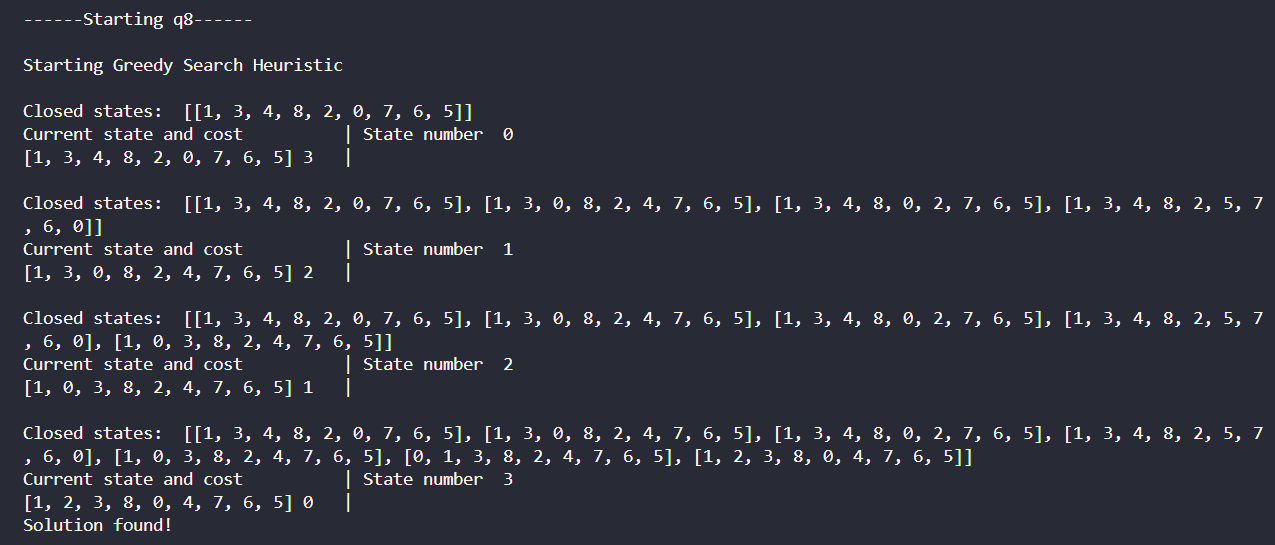 ------Starting q8------
Starting Greedy Search Heuristic
Closed states:  [[1, 3, 4, 8, 2, 0, 7, 6, 5]]
Current state and cost          | State number  0
[1, 3, 4, 8, 2, 0, 7, 6, 5] 3   |
Closed states:  [[1, 3, 4, 8, 2, 0, 7, 6, 5], [1, 3, 0, 8, 2, 4, 7, 6, 5], [1, 3, 4, 8, 0, 2, 7, 6, 5], [1, 3, 4, 8, 2, 5, 7
, 6, 0]]
Current state and cost          | State number  1
[1, 3, 0, 8, 2, 4, 7, 6, 5] 2   |
Closed states:  [[1, 3, 4, 8, 2, 0, 7, 6, 5], [1, 3, 0, 8, 2, 4, 7, 6, 5], [1, 3, 4, 8, 0, 2, 7, 6, 5], [1, 3, 4, 8, 2, 5, 7
, 6, 0], [1, 0, 3, 8, 2, 4, 7, 6, 5]]
Current state and cost          | State number  2
[1, 0, 3, 8, 2, 4, 7, 6, 5] 1   |
Closed states:  [[1, 3, 4, 8, 2, 0, 7, 6, 5], [1, 3, 0, 8, 2, 4, 7, 6, 5], [1, 3, 4, 8, 0, 2, 7, 6, 5], [1, 3, 4, 8, 2, 5, 7
, 6, 0], [1, 0, 3, 8, 2, 4, 7, 6, 5], [0, 1, 3, 8, 2, 4, 7, 6, 5], [1, 2, 3, 8, 0, 4, 7, 6, 5]]
Current state and cost          | State number  3
[1, 2, 3, 8, 0, 4, 7, 6, 5] 0   |
Solution found!